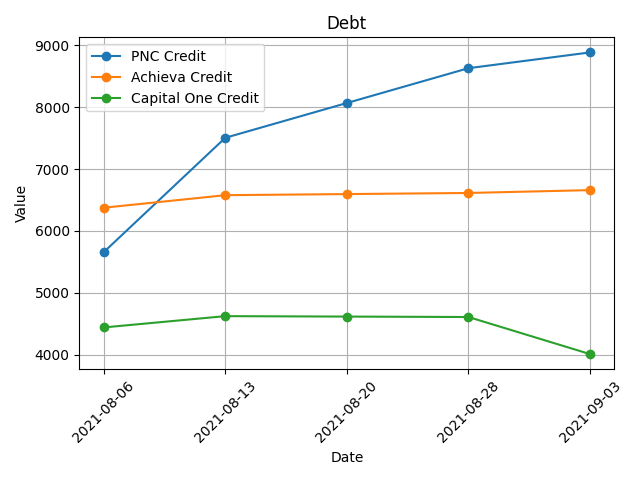 Debt
PNC Credit
Achieva Credit
Capital One Credit
9000
8000
7000
6000
5000
4000
Value
2021-08-06
2021-08-13
2021-08-20
2021-08-28
2021-09-03
Date